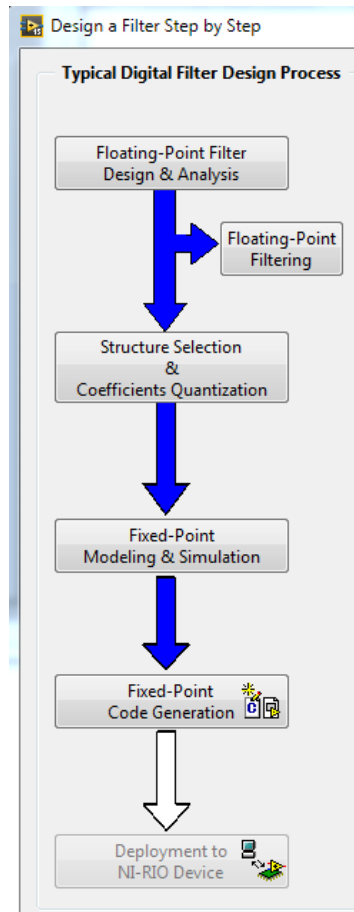 Design a Filter Step by Step
Typical Digital Filter Design Process
Floating-Point Filter
Design & Analysis
Floating-Point
Filtering
Structure Selection
&
Coefficients Quantization
Fixed-Point
Modeling & Simulation
Fixed-Point
Code Generation
Deployment to
NI-RIO Device